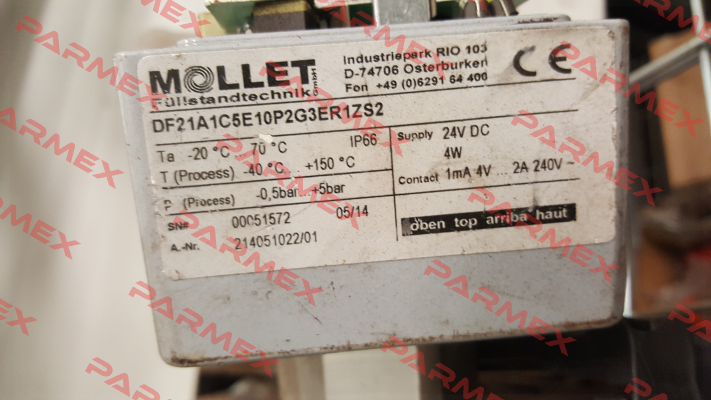 MOLLET
Füllstandtechnik GmbH
Industriepark RIO 103
D-74706 Osterburken
Fon +49 (0)6291 64 400
CE
DF21A1C5E10P2G3ER1ZS2
Ta -20 °C ... 70 °C IP66
T (Process) -40 °C ... +150 °C
P (Process) -0,5bar... +5bar
SN# 00051572 05/14
A.-Nr. 214051022/01
Supply 24V DC
4W
Contact 1mA 4V ... 2A 240V ~
oben top arriba haut
PARMEX